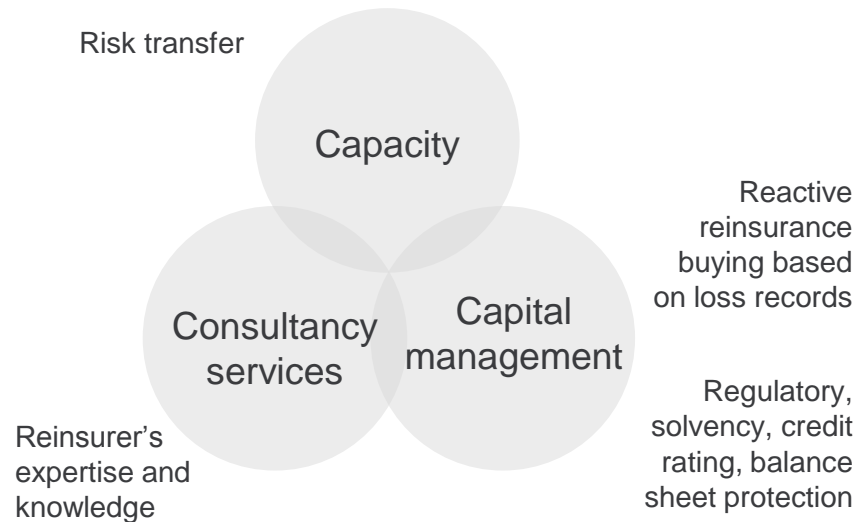 Risk transfer
Capacity
Reactive
reinsurance
buying based
on loss records
Consultancy
services
Capital
management
Reinsurer’s
expertise and
knowledge
Regulatory,
solvency, credit
rating, balance
sheet protection